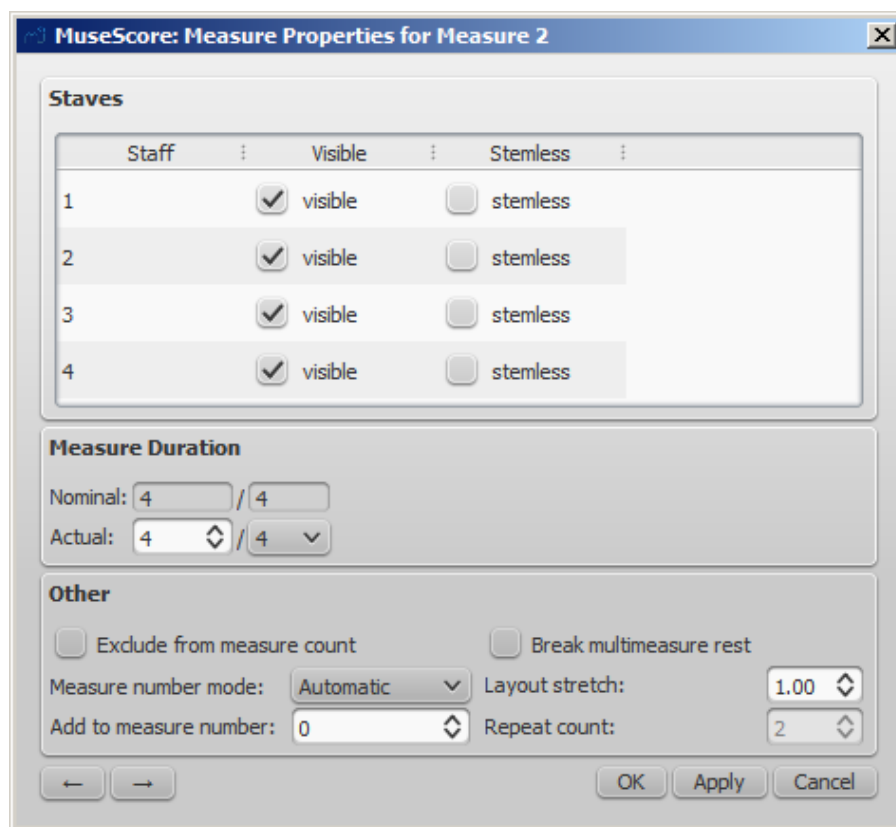 MuseScore: Measure Properties for Measure 2
Staves
Staff Visible Stemless
1 visible stemless
2 visible stemless
3 visible stemless
4 visible stemless
Measure Duration
Nominal: 4 / 4
Actual: 4 / 4
Other
Exclude from measure count Break multimeasure rest
Measure number mode: Automatic Layout stretch: 1.00
Add to measure number: 0 Repeat count: 2
← → OK Apply Cancel